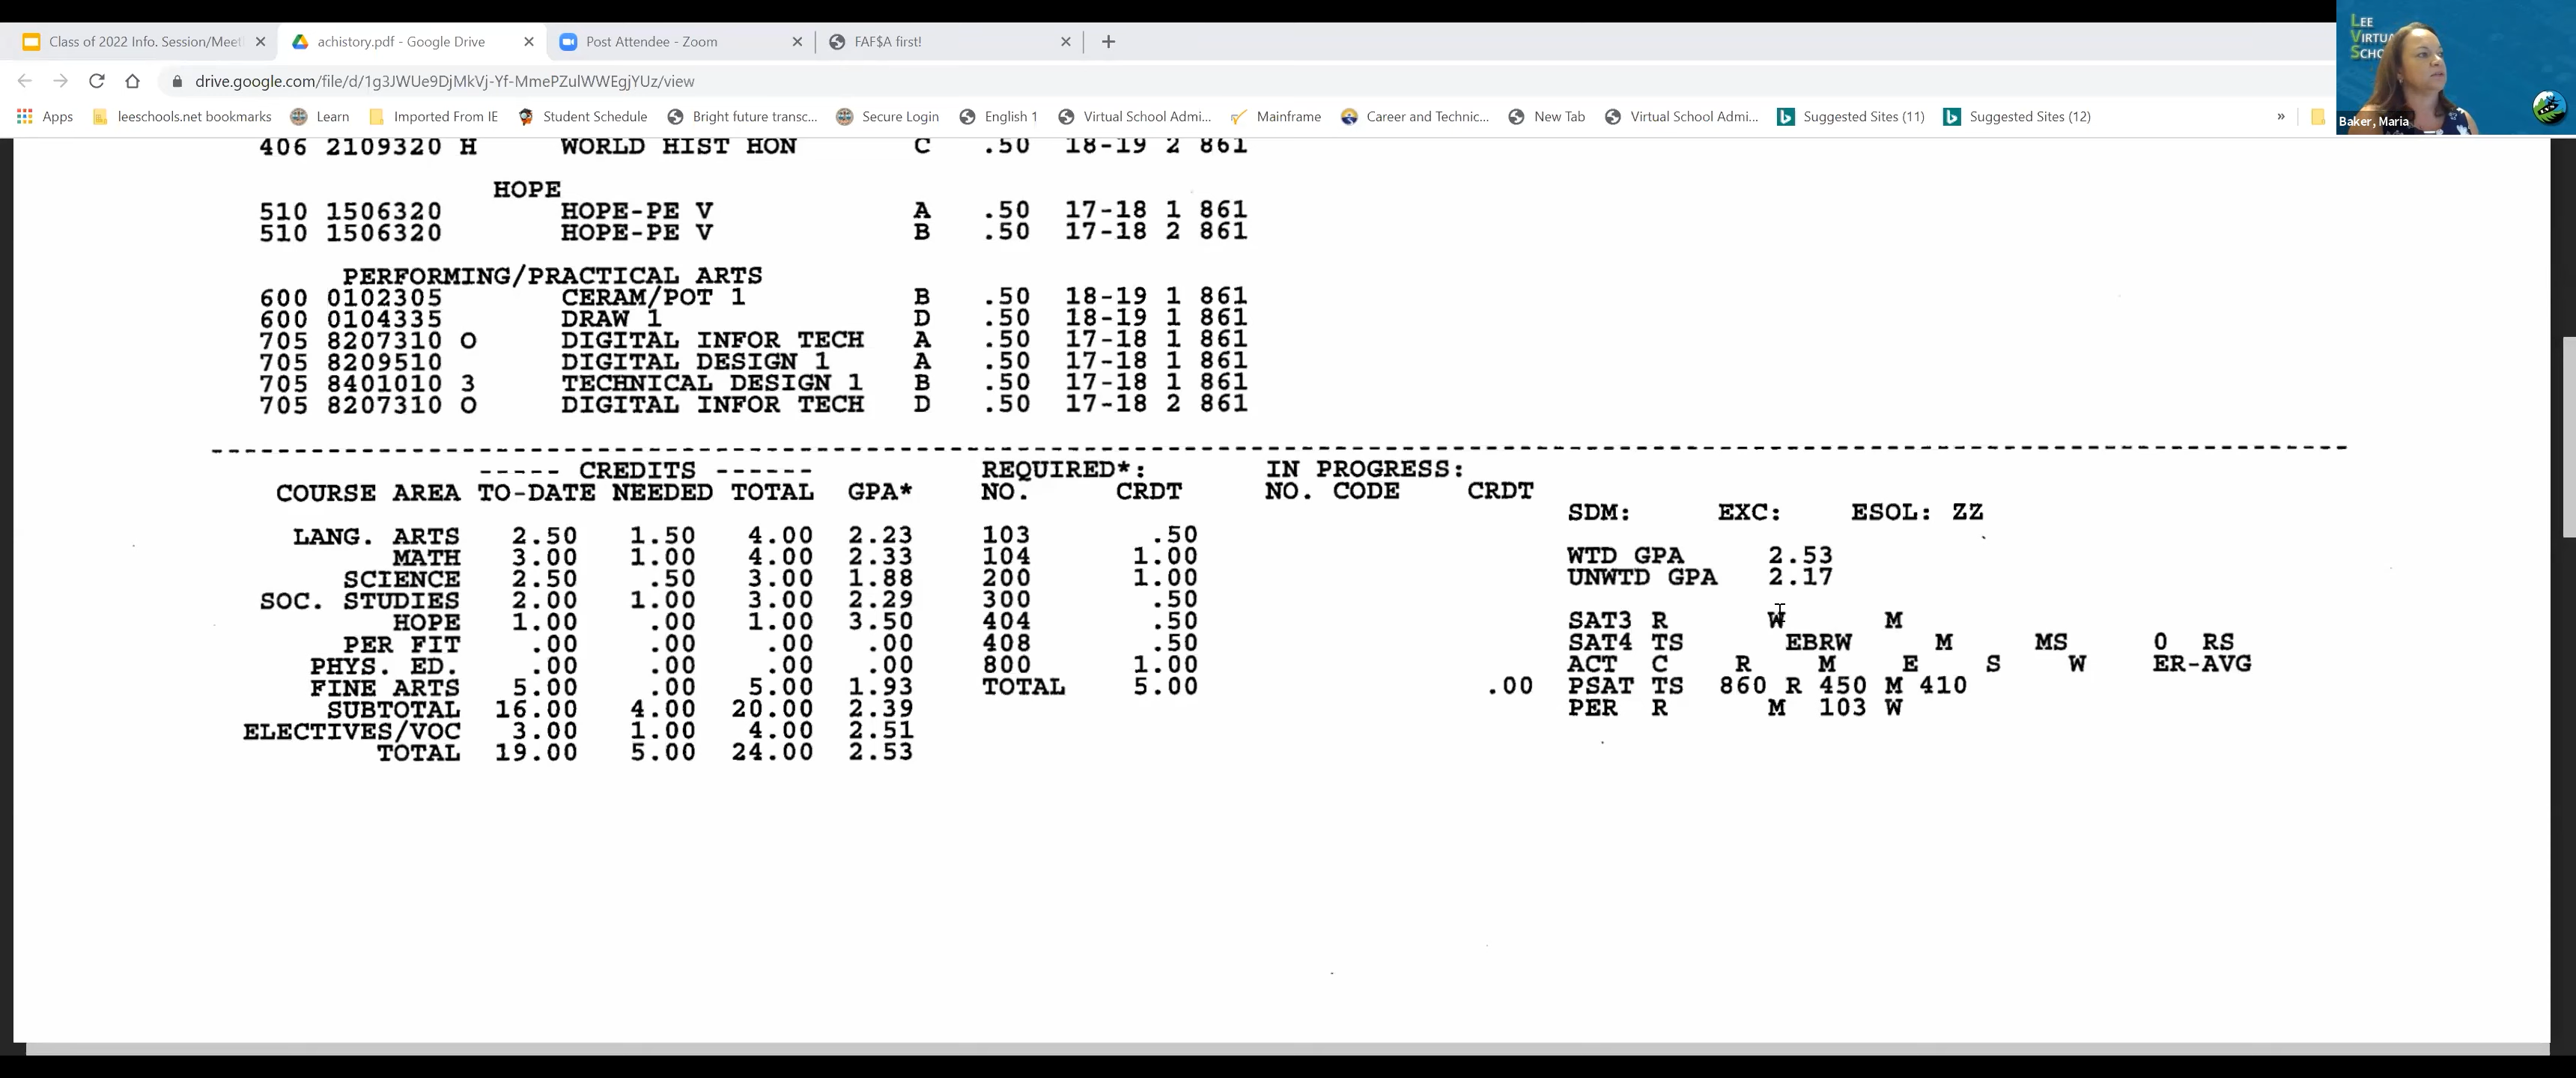 Class of 2022 Info. Session/Meeti
achistory.pdf - Google Drive
Post Attendee - Zoom
FAF$A first!
drive.google.com/file/d/1g3JWUe9DjMkVj-Yf-MmePZulWWEgjYUz/view
Apps leeschools.net bookmarks Learn Imported From IE Student Schedule Bright future transc... Secure Login English 1 Virtual School Admi... Mainframe Career and Technic... New Tab Virtual School Admi... Suggested Sites (11) Suggested Sites (12) »
LEE
VIRTUA
SCHO
Baker, Maria
406 2109320 H WORLD HIST HON C .50 18-19 2 861
HOPE
510 1506320 HOPE-PE V A .50 17-18 1 861
510 1506320 HOPE-PE V B .50 17-18 2 861
PERFORMING/PRACTICAL ARTS
600 0102305 CERAM/POT 1 B .50 18-19 1 861
600 0104335 DRAW 1 D .50 18-19 1 861
705 8207310 O DIGITAL INFOR TECH A .50 17-18 1 861
705 8209510 DIGITAL DESIGN 1 A .50 17-18 1 861
705 8401010 3 TECHNICAL DESIGN 1 B .50 17-18 1 861
705 8207310 O DIGITAL INFOR TECH D .50 17-18 2 861
----- CREDITS ------ REQUIRED*: IN PROGRESS:
COURSE AREA TO-DATE NEEDED TOTAL GPA* NO. CRDT NO. CODE CRDT
SDM: EXC: ESOL: ZZ
LANG. ARTS 2.50 1.50 4.00 2.23 103 .50
MATH 3.00 1.00 4.00 2.33 104 1.00 WTD GPA 2.53
SCIENCE 2.50 .50 3.00 1.88 200 1.00 UNWTD GPA 2.17
SOC. STUDIES 2.00 1.00 3.00 2.29 300 .50
HOPE 1.00 .00 1.00 3.50 404 .50 SAT3 R W M
PER FIT .00 .00 .00 .00 408 .50 SAT4 TS EBRW M MS 0 RS
PHYS. ED. .00 .00 .00 .00 800 1.00 ACT C R M E S W ER-AVG
FINE ARTS 5.00 .00 5.00 1.93 TOTAL 5.00 .00 PSAT TS 860 R 450 M 410
SUBTOTAL 16.00 4.00 20.00 2.39 PER R M 103 W
ELECTIVES/VOC 3.00 1.00 4.00 2.51
TOTAL 19.00 5.00 24.00 2.53